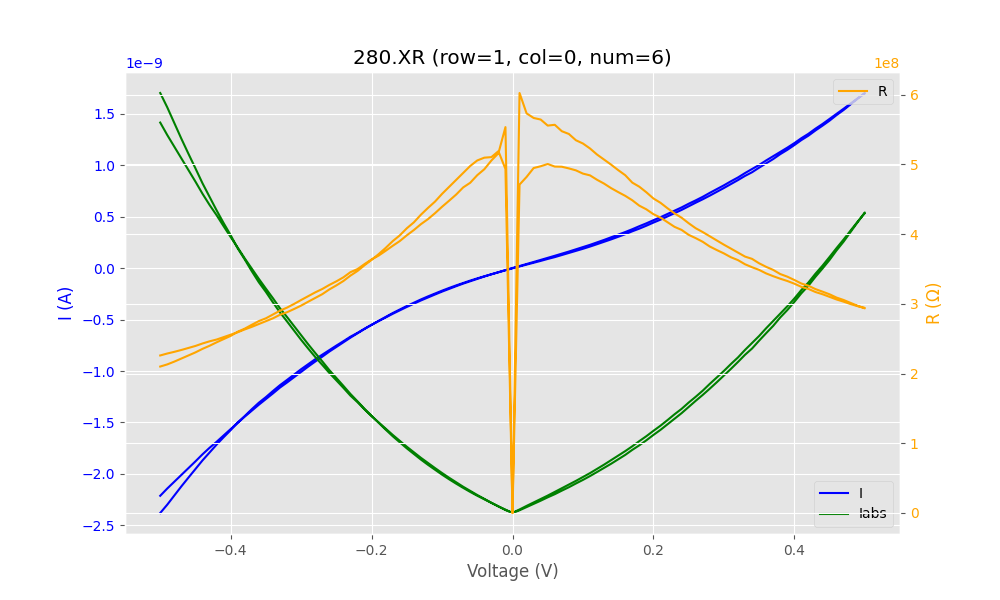 280.XR (row=1, col=0, num=6)
1e−9
1e8
R
1.5
1.0
0.5
0.0
−0.5
−1.0
−1.5
−2.0
−2.5
I (A)
6
5
4
3
2
1
0
R (Ω)
I
Iabs
−0.4
−0.2
0.0
0.2
0.4
Voltage (V)